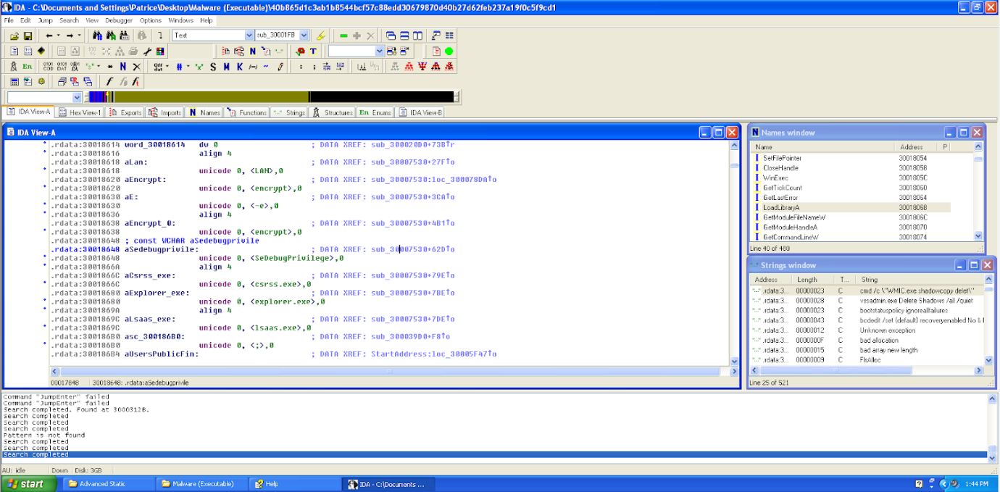 IDA - C:\Documents and Settings\Patrice\Desktop\Malware (Executable)\40b865d1c3ab1b8544bcf57c88edd30679870d40b27d62feb237a19f0c5f9cd1
File Edit Jump Search View Debugger Options Windows Help
Text sub_30001FB
En
IDA View-A Hex View-1 Exports Imports Names Functions Strings Structures En Enums IDA View-B
IDA View-A
.rdata:30018614 word_30018614 dw 0 ; DATA XREF: sub_300020D0+73B↑r
.rdata:30018616 align 4
.rdata:30018618 aLan: ; DATA XREF: sub_30007530+27F↑o
.rdata:30018618 unicode 0, <LAN>,0
.rdata:30018620 aEncrypt: ; DATA XREF: sub_30007530:loc_300078DA↑o
.rdata:30018620 unicode 0, <encrypt>,0
.rdata:30018630 aE: ; DATA XREF: sub_30007530+3CA↑o
.rdata:30018630 unicode 0, <-e>,0
.rdata:30018636 align 4
.rdata:30018638 aEncrypt_0: ; DATA XREF: sub_30007530+4B1↑o
.rdata:30018638 unicode 0, <encrypt>,0
.rdata:30018648 ; const WCHAR aSedebugprivile
.rdata:30018648 aSedebugprivile: ; DATA XREF: sub_30007530+62D↑o
.rdata:30018648 unicode 0, <SeDebugPrivilege>,0
.rdata:3001866A align 4
.rdata:3001866C aCsrss_exe: ; DATA XREF: sub_30007530+79E↑o
.rdata:3001866C unicode 0, <csrss.exe>,0
.rdata:30018680 aExplorer_exe: ; DATA XREF: sub_30007530+7BE↑o
.rdata:30018680 unicode 0, <explorer.exe>,0
.rdata:3001869A align 4
.rdata:3001869C aLsaas_exe: ; DATA XREF: sub_30007530+7DE↑o
.rdata:3001869C unicode 0, <lsaas.exe>,0
.rdata:300186B0 asc_300186B0: ; DATA XREF: sub_300039D0+F8↑o
.rdata:300186B0 unicode 0, <;>,0
.rdata:300186B4 aUsersPublicFin: ; DATA XREF: StartAddress:loc_30005F47↑o
00017848 30018648: .rdata:aSedebugprivile
Names window
Name Address P
SetFilePointer 30018054
CloseHandle 30018058
WinExec 3001805C
GetTickCount 30018060
GetLastError 30018064
LoadLibraryA 30018068
GetModuleFileNameW 3001806C
GetModuleHandleA 30018070
GetCommandLineW 30018074
Line 40 of 480
Strings window
Address Length T... String
.rdata:3... 00000023 C cmd /c \"WMIC.exe shadowcopy delet\"
.rdata:3... 00000028 C vssadmin.exe Delete Shadows /all /quiet
.rdata:3... 00000023 C bootstatuspolicy ignoreallfailures
.rdata:3... 00000043 C bcdedit /set {default} recoveryenabled No &
.rdata:3... 00000012 C Unknown exception
.rdata:3... 0000000F C bad allocation
.rdata:3... 00000015 C bad array new length
.rdata:3... 00000009 C FlsAlloc
Line 25 of 521
Command "JumpEnter" failed
Command "JumpEnter" failed
Search completed. Found at 3000312B.
Search completed
Search completed
Search completed
Pattern is not found
Search completed
Search completed
Search completed
AU: idle Down Disk: 3GB
start Advanced Static Malware (Executable) Help IDA - C:\Documents ... 1:44 PM